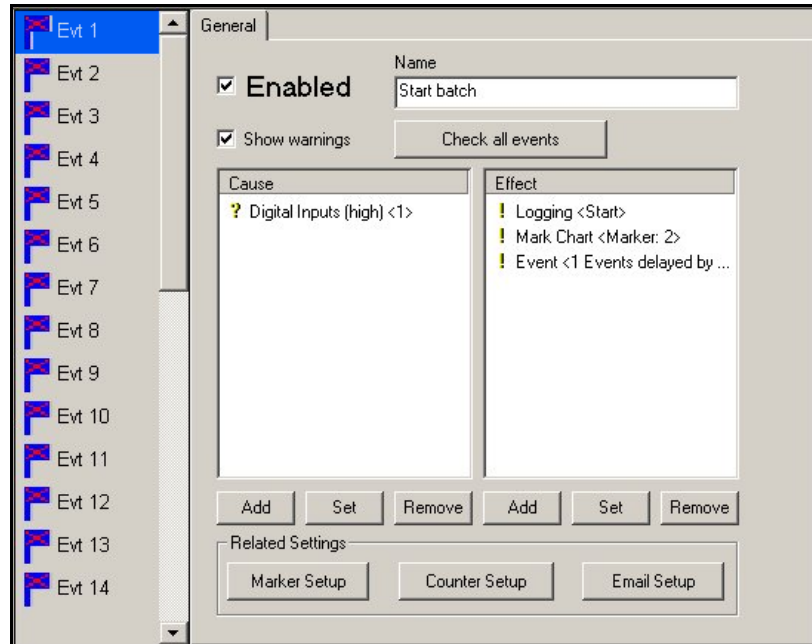 Evt 1
Evt 2
Evt 3
Evt 4
Evt 5
Evt 6
Evt 7
Evt 8
Evt 9
Evt 10
Evt 11
Evt 12
Evt 13
Evt 14
General
Enabled
Name
Start batch
Show warnings
Check all events
Cause
? Digital Inputs (high) <1>
Effect
! Logging <Start>
! Mark Chart <Marker: 2>
! Event <1 Events delayed by ...
Add Set Remove
Add Set Remove
Related Settings
Marker Setup
Counter Setup
Email Setup